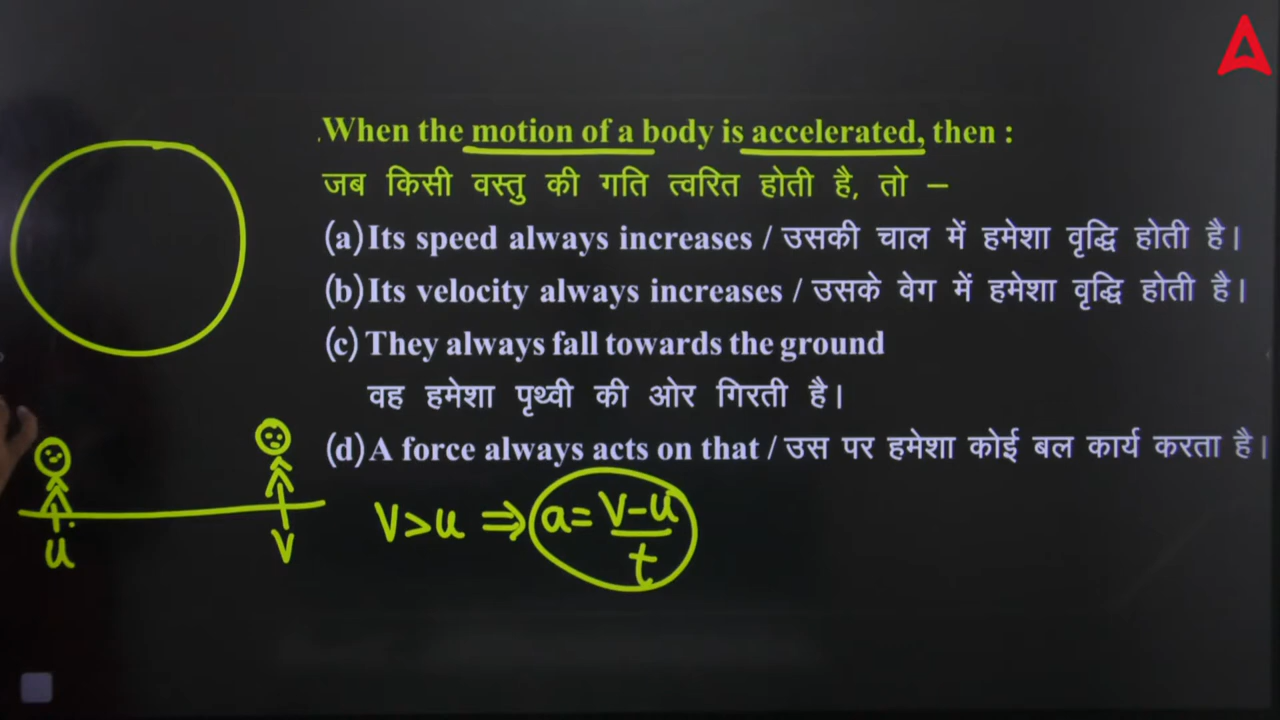 .When the motion of a body is accelerated, then :
जब किसी वस्तु की गति त्वरित होती है, तो –
(a) Its speed always increases / उसकी चाल में हमेशा वृद्धि होती है।
(b) Its velocity always increases / उसके वेग में हमेशा वृद्धि होती है।
(c) They always fall towards the ground
वह हमेशा पृथ्वी की ओर गिरती है।
(d) A force always acts on that / उस पर हमेशा कोई बल कार्य करता है।
V>u ⇒ a= V-u/t
u
V